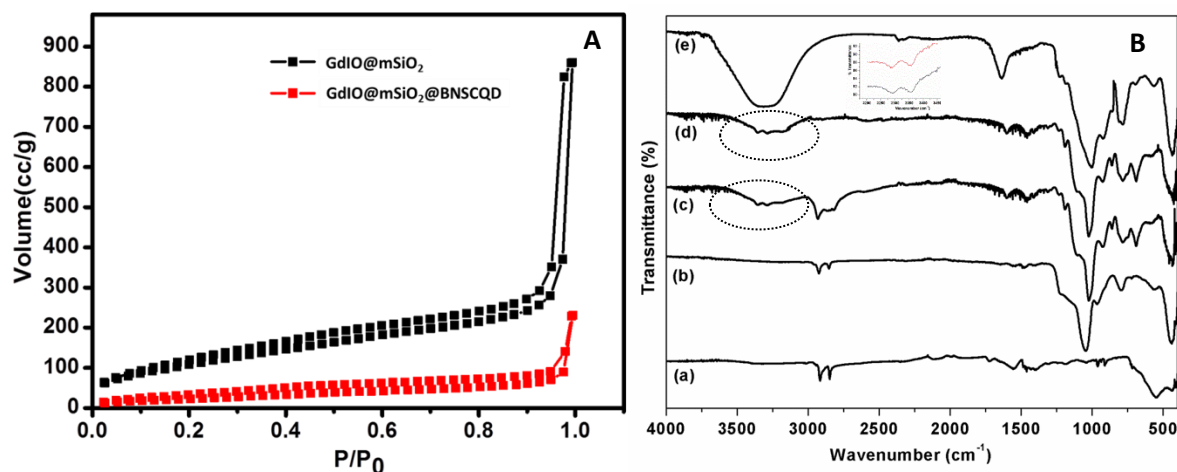 A
GdIO@mSiO₂
GdIO@mSiO₂@BNSCQD
Volume(cc/g)
900
800
700
600
500
400
300
200
100
0
0.0 0.2 0.4 0.6 0.8 1.0
P/P₀
B
(e)
(d)
(c)
(b)
(a)
Transmittance (%)
4000 3500 3000 2500 2000 1500 1000 500
Wavenumber (cm⁻¹)